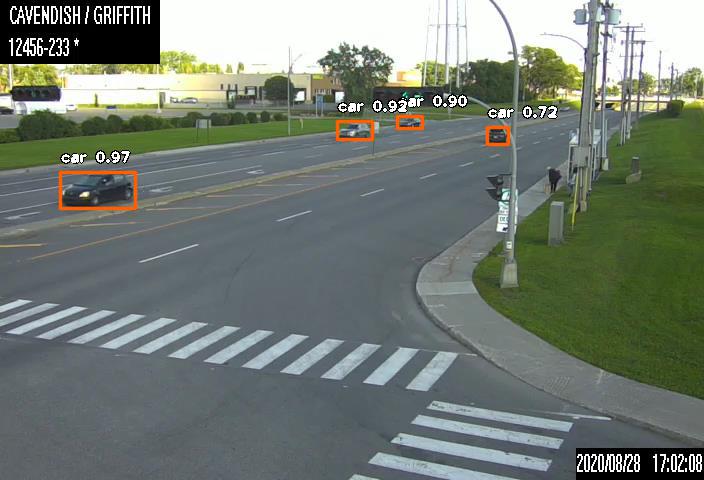 CAVENDISH / GRIFFITH
12456-233 *
car 0.92
car 0.90
car 0.72
car 0.97
2020/08/28 17:02:08